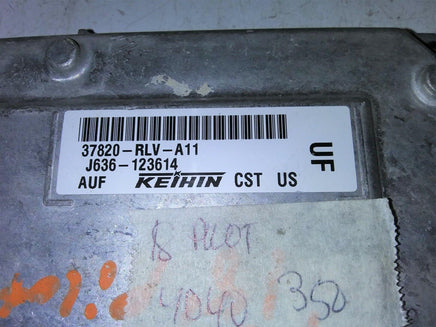 37820-RLV-A11
J636-123614
AUF KEIHIN CST US
UF
PILOT
4040 350